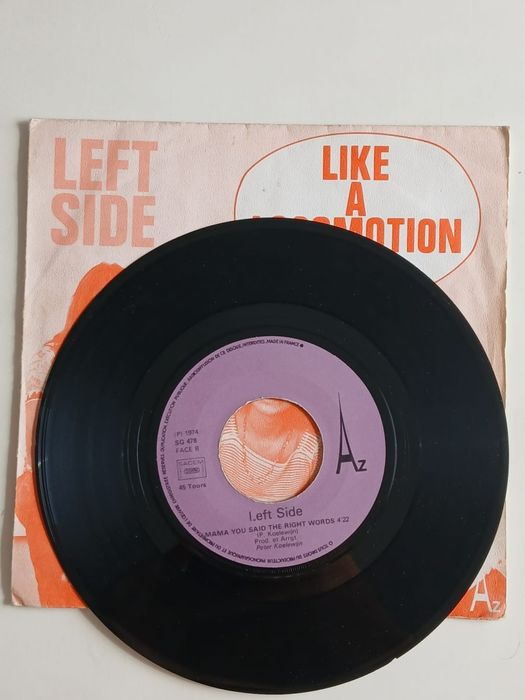 LEFT
SIDE
LIKE
A
LOCOMOTION
MADE IN FRANCE
(P) 1974
SG 478
FACE B
SACEM
45 Tours
Az
Left Side
MAMA YOU SAID THE RIGHT WORDS 4'22
(P. Koelewijn)
Prod. et Arrgt.
Peter Koelewijn
Az